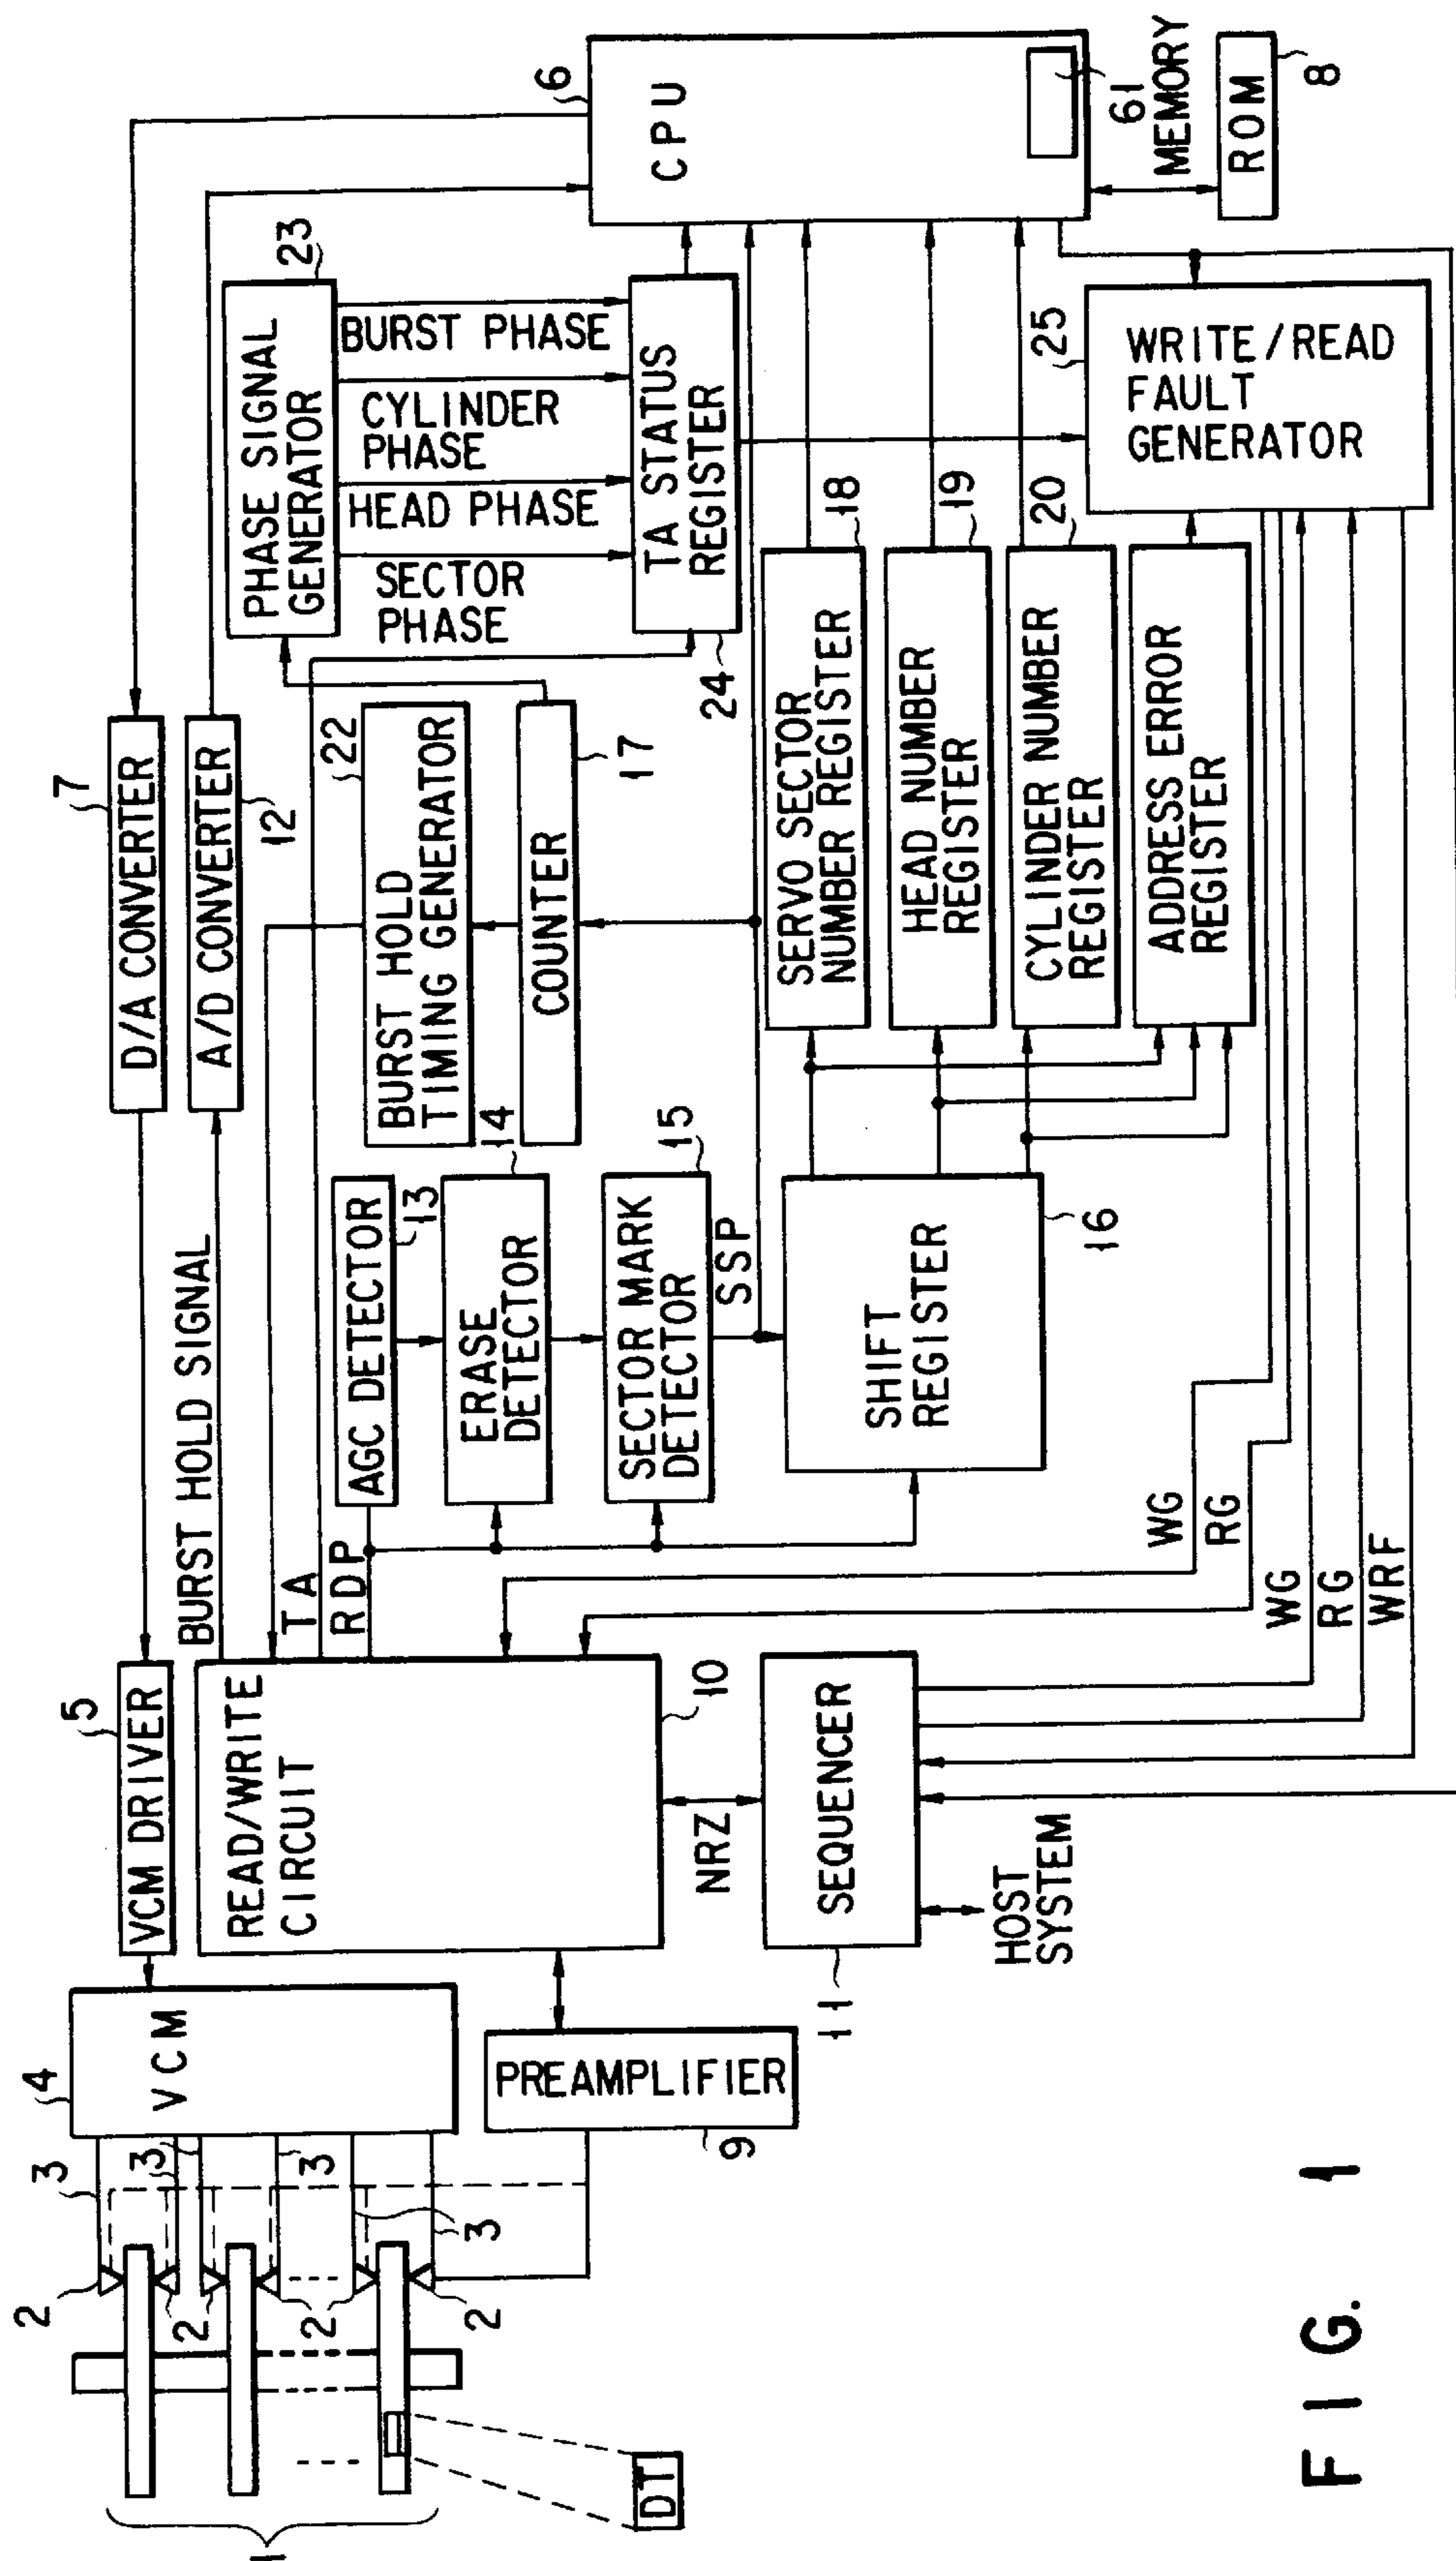 1
DT
2
2
2
2
3
3
3
3
4
VCM
5
VCM DRIVER
7
D/A CONVERTER
BURST HOLD SIGNAL
A/D CONVERTER
12
READ/WRITE
CIRCUIT
10
TA
RDP
PREAMPLIFIER
9
NRZ
SEQUENCER
11
HOST
SYSTEM
AGC DETECTOR
13
ERASE
DETECTOR
14
SECTOR MARK
DETECTOR
15
SSP
SHIFT
REGISTER
16
BURST HOLD
TIMING GENERATOR
22
COUNTER
17
PHASE SIGNAL
GENERATOR
23
BURST PHASE
CYLINDER
PHASE
HEAD PHASE
SECTOR
PHASE
TA STATUS
REGISTER
24
SERVO SECTOR
NUMBER REGISTER
18
HEAD NUMBER
REGISTER
19
CYLINDER NUMBER
REGISTER
20
ADDRESS ERROR
REGISTER
WRITE/READ
FAULT
GENERATOR
25
CPU
6
61
MEMORY
ROM
8
WG
RG
WG
RG
WRF
FIG. 1